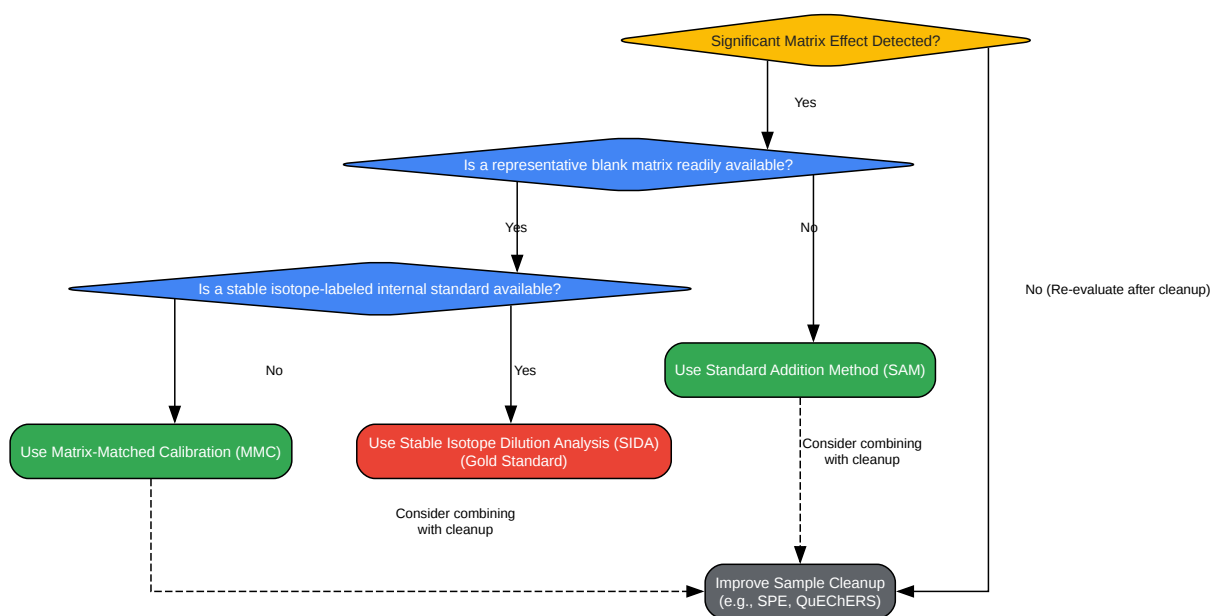 Significant Matrix Effect Detected?
Yes
Is a representative blank matrix readily available?
Yes
No
Is a stable isotope-labeled internal standard available?
No (Re-evaluate after cleanup)
No
Yes
Use Standard Addition Method (SAM)
Use Matrix-Matched Calibration (MMC)
Use Stable Isotope Dilution Analysis (SIDA)
(Gold Standard)
Consider combining
with cleanup
Consider combining
with cleanup
Improve Sample Cleanup
(e.g., SPE, QuEChERS)